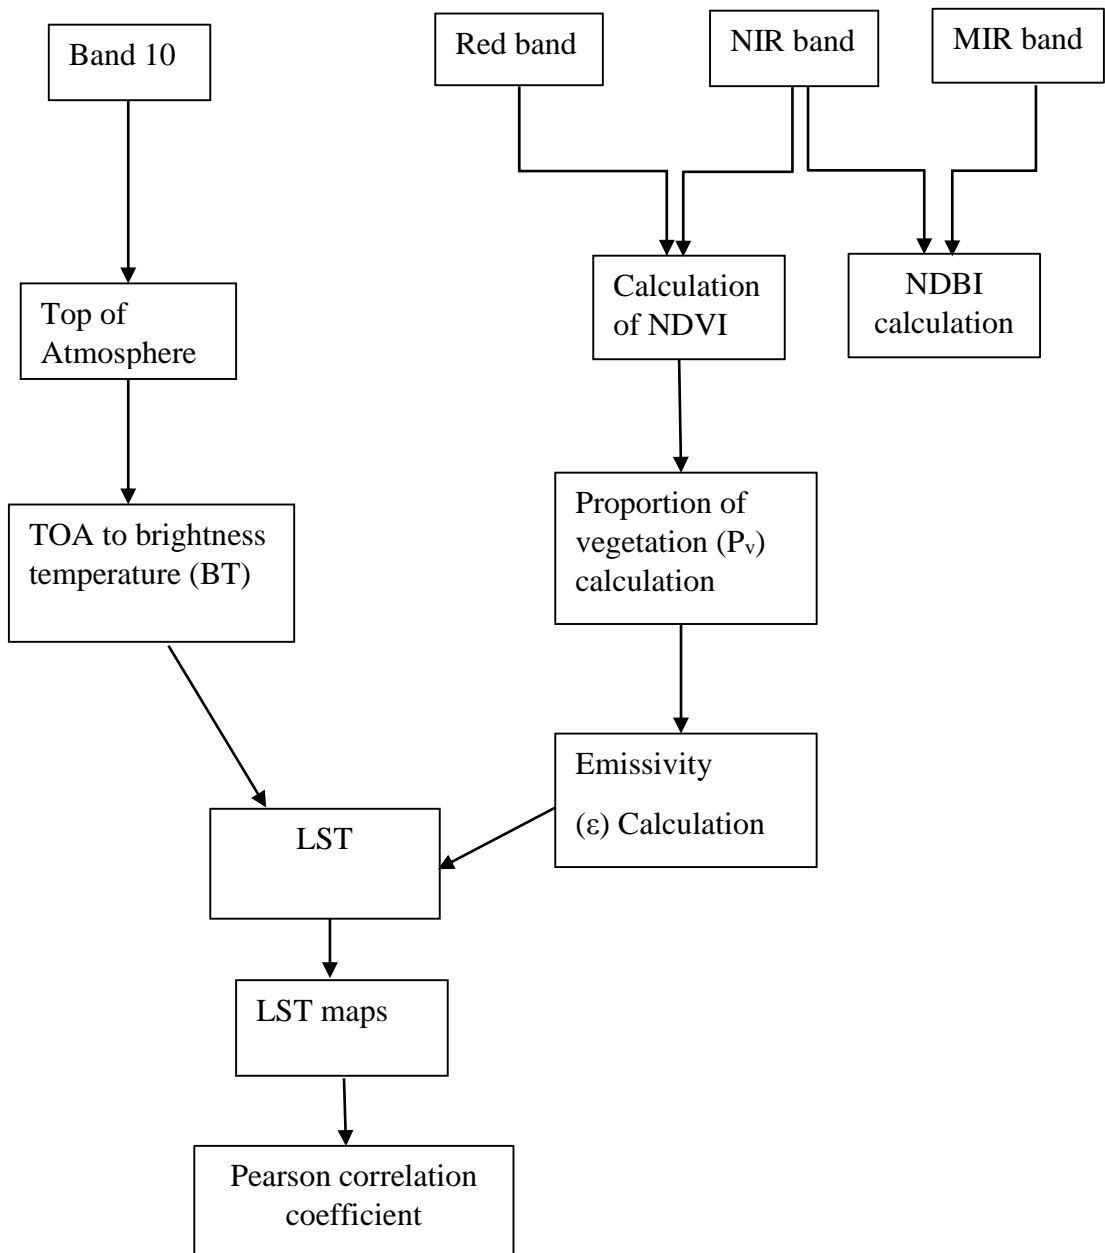 Band 10
Red band
NIR band
MIR band
Top of
Atmosphere
Calculation
of NDVI
NDBI
calculation
TOA to brightness
temperature (BT)
Proportion of
vegetation (Pᵥ)
calculation
Emissivity
(ε) Calculation
LST
LST maps
Pearson correlation
coefficient